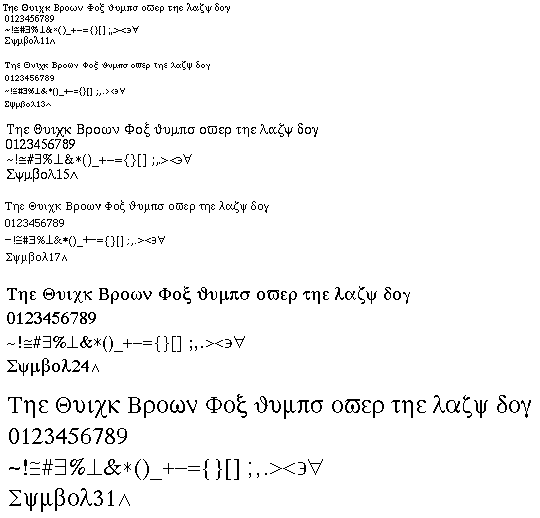 Τηε Θυιχκ Βροων Φοξ ϑυμπσ οϖερ τηε λαζψ δογ
0123456789
~!≅#∃%⊥&*()_+−={}[] ;,.><∍∀
Σψμβολ11∧
Τηε Θυιχκ Βροων Φοξ ϑυμπσ οϖερ τηε λαζψ δογ
0123456789
~!≅#∃%⊥&*()_+−={}[] ;,.><∍∀
Σψμβολ13∧
Τηε Θυιχκ Βροων Φοξ ϑυμπσ οϖερ τηε λαζψ δογ
0123456789
~!≅#∃%⊥&*()_+−={}[] ;,.><∍∀
Σψμβολ15∧
Τηε Θυιχκ Βροων Φοξ ϑυμπσ οϖερ τηε λαζψ δογ
0123456789
~!≅#∃%⊥&*()_+−={}[] ;,.><∍∀
Σψμβολ17∧
Τηε Θυιχκ Βροων Φοξ ϑυμπσ οϖερ τηε λαζψ δογ
0123456789
~!≅#∃%⊥&*()_+−={}[] ;,.><∍∀
Σψμβολ24∧
Τηε Θυιχκ Βροων Φοξ ϑυμπσ οϖερ τηε λαζψ δογ
0123456789
~!≅#∃%⊥&*()_+−={}[] ;,.><∍∀
Σψμβολ31∧